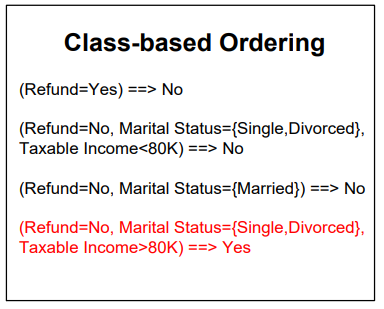 Class-based Ordering
(Refund=Yes) ==> No
(Refund=No, Marital Status={Single,Divorced},
Taxable Income<80K) ==> No
(Refund=No, Marital Status={Married}) ==> No
(Refund=No, Marital Status={Single,Divorced},
Taxable Income>80K) ==> Yes